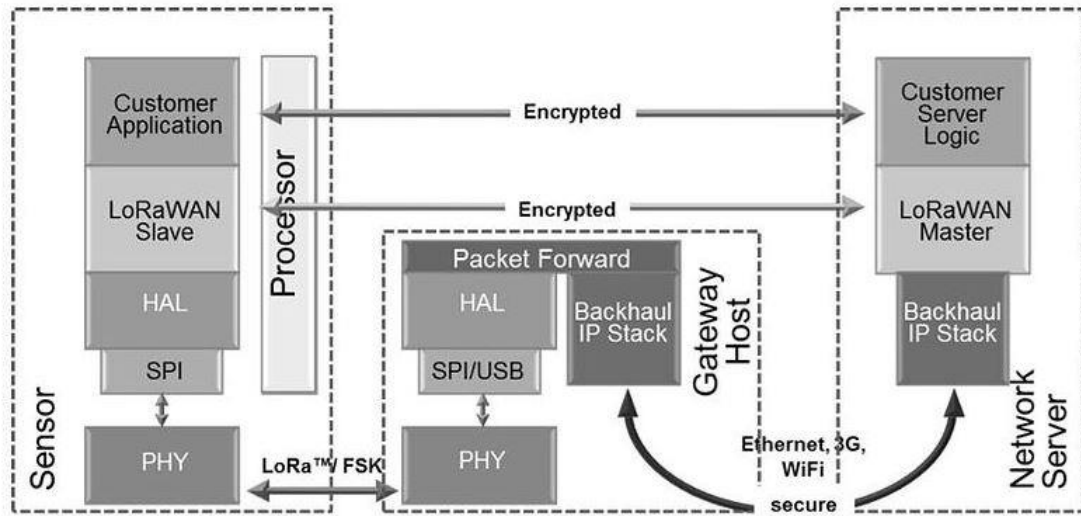 Customer
Application
LoRaWAN
Slave
HAL
SPI
PHY
Sensor
Processor
Encrypted
Encrypted
LoRa™/ FSK
Packet Forward
HAL
SPI/USB
PHY
Backhaul
IP Stack
Gateway
Host
Ethernet, 3G,
WiFi
secure
Customer
Server
Logic
LoRaWAN
Master
Backhaul
IP Stack
Network
Server